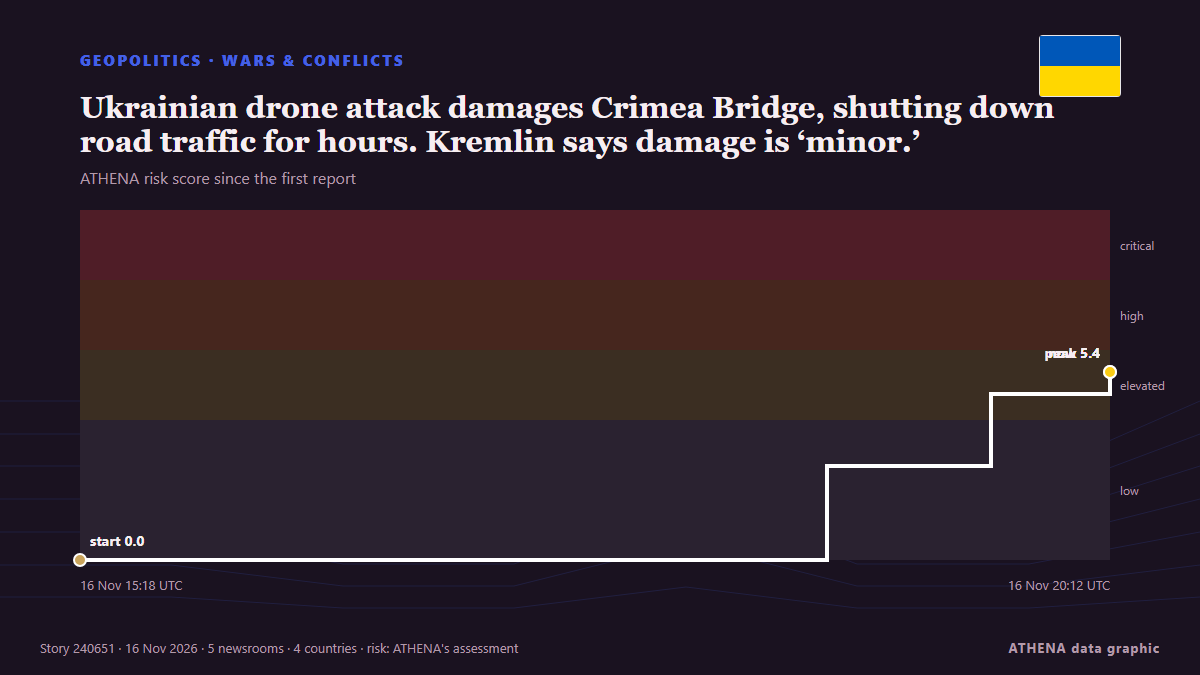 GEOPOLITICS · WARS & CONFLICTS
Ukrainian drone attack damages Crimea Bridge, shutting down
road traffic for hours. Kremlin says damage is ‘minor.’
ATHENA risk score since the first report
critical
high
peak 5.4
elevated
low
start 0.0
16 Nov 15:18 UTC
16 Nov 20:12 UTC
Story 240651 · 16 Nov 2026 · 5 newsrooms · 4 countries · risk: ATHENA's assessment
ATHENA data graphic